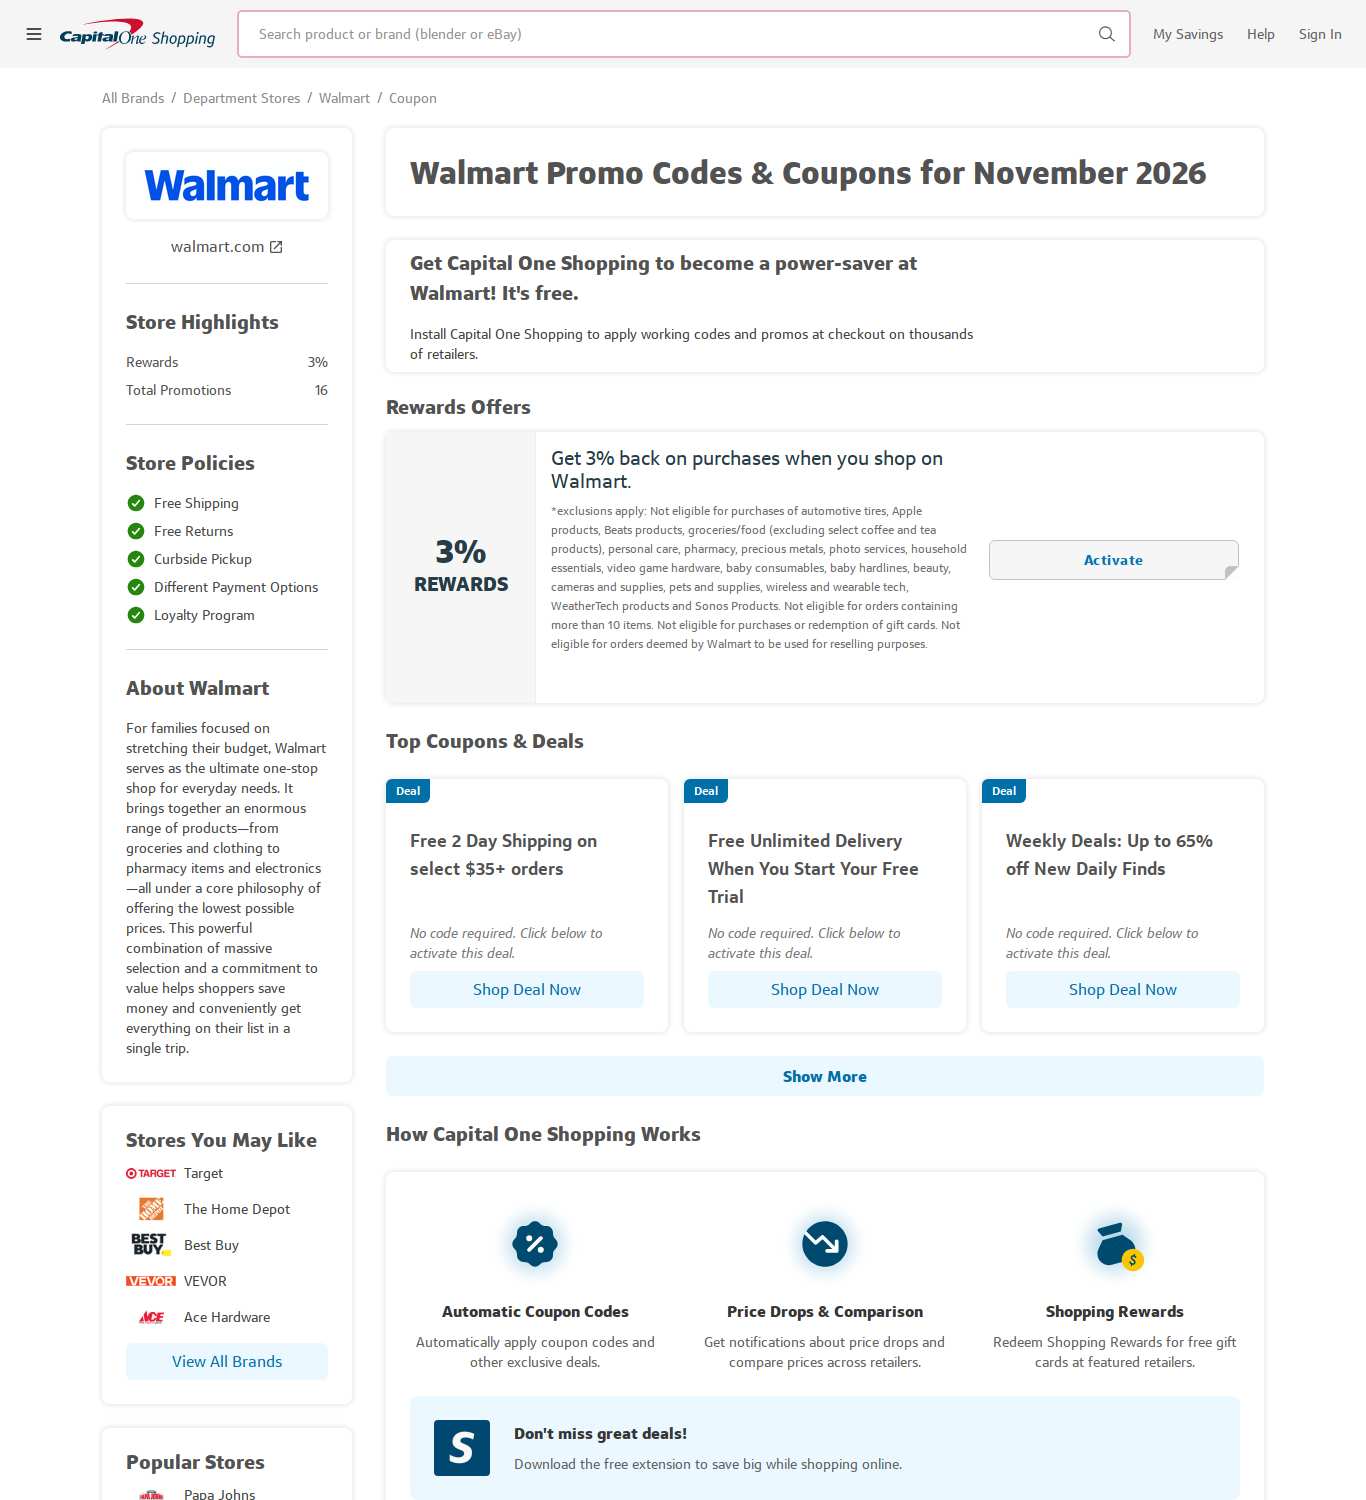 CapitalOne Shopping
Search product or brand (blender or eBay)
My Savings
Help
Sign In
All Brands / Department Stores / Walmart / Coupon
Walmart
walmart.com
Store Highlights
Rewards 3%
Total Promotions 16
Store Policies
Free Shipping
Free Returns
Curbside Pickup
Different Payment Options
Loyalty Program
About Walmart
For families focused on
stretching their budget, Walmart
serves as the ultimate one-stop
shop for everyday needs. It
brings together an enormous
range of products—from
groceries and clothing to
pharmacy items and electronics
—all under a core philosophy of
offering the lowest possible
prices. This powerful
combination of massive
selection and a commitment to
value helps shoppers save
money and conveniently get
everything on their list in a
single trip.
Stores You May Like
TARGET Target
The Home Depot
BEST BUY Best Buy
VEVOR VEVOR
ACE Ace Hardware
View All Brands
Popular Stores
Papa Johns
Walmart Promo Codes & Coupons for November 2026
Get Capital One Shopping to become a power-saver at
Walmart! It's free.
Install Capital One Shopping to apply working codes and promos at checkout on thousands
of retailers.
Rewards Offers
3%
REWARDS
Get 3% back on purchases when you shop on
Walmart.
*exclusions apply: Not eligible for purchases of automotive tires, Apple
products, Beats products, groceries/food (excluding select coffee and tea
products), personal care, pharmacy, precious metals, photo services, household
essentials, video game hardware, baby consumables, baby hardlines, beauty,
cameras and supplies, pets and supplies, wireless and wearable tech,
WeatherTech products and Sonos Products. Not eligible for orders containing
more than 10 items. Not eligible for purchases or redemption of gift cards. Not
eligible for orders deemed by Walmart to be used for reselling purposes.
Activate
Top Coupons & Deals
Deal
Free 2 Day Shipping on
select $35+ orders
No code required. Click below to
activate this deal.
Shop Deal Now
Deal
Free Unlimited Delivery
When You Start Your Free
Trial
No code required. Click below to
activate this deal.
Shop Deal Now
Deal
Weekly Deals: Up to 65%
off New Daily Finds
No code required. Click below to
activate this deal.
Shop Deal Now
Show More
How Capital One Shopping Works
Automatic Coupon Codes
Automatically apply coupon codes and
other exclusive deals.
Price Drops & Comparison
Get notifications about price drops and
compare prices across retailers.
$
Shopping Rewards
Redeem Shopping Rewards for free gift
cards at featured retailers.
S
Don't miss great deals!
Download the free extension to save big while shopping online.